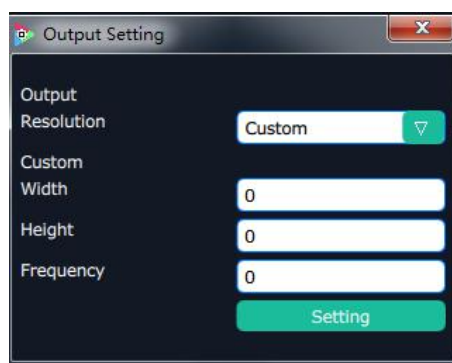 Output Setting
Output
Resolution
Custom
Custom
Width
0
Height
0
Frequency
0
Setting